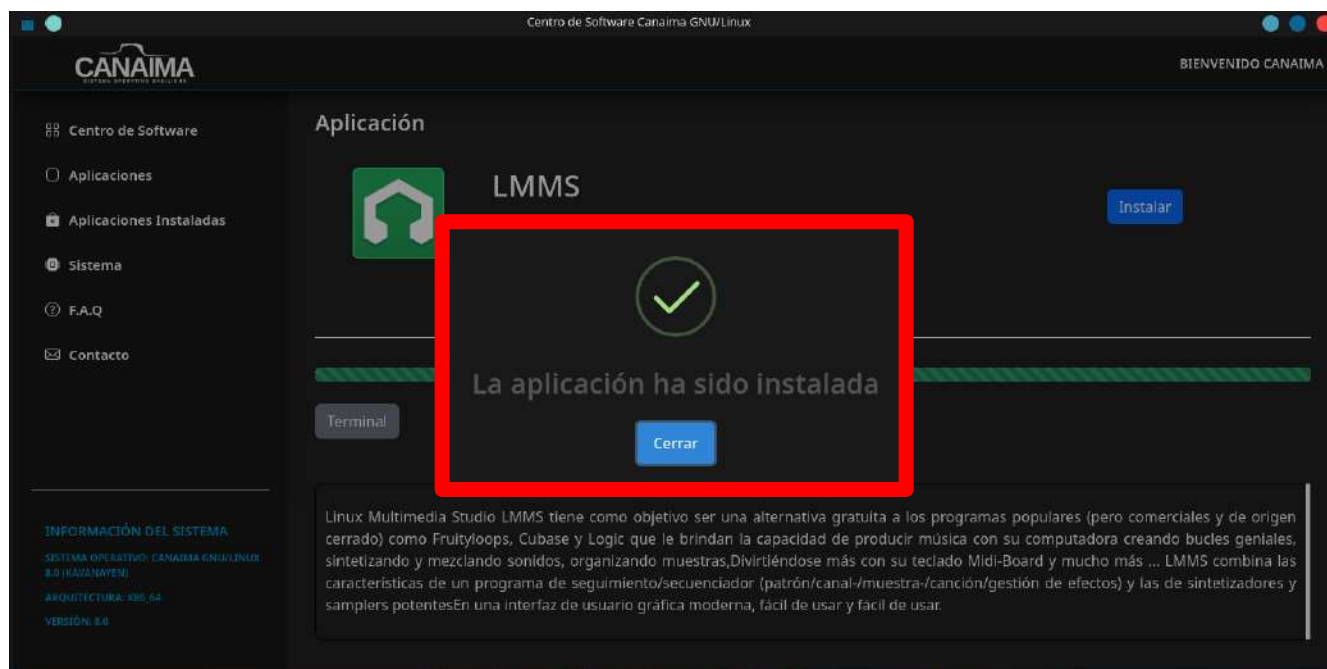 Centro de Software Canaima GNU/Linux
CANAIMA
BIENVENIDO CANAIMA
Centro de Software
Aplicaciones
Aplicaciones Instaladas
Sistema
F.A.Q
Contacto
Aplicación
LMMS
Instalar
La aplicación ha sido instalada
Cerrar
Terminal
Linux Multimedia Studio LMMS tiene como objetivo ser una alternativa gratuita a los programas populares (pero comerciales y de origen
cerrado) como Fruityloops, Cubase y Logic que le brindan la capacidad de producir música con su computadora creando bucles geniales,
sintetizando y mezclando sonidos, organizando muestras,Divirtiéndose más con su teclado Midi-Board y mucho más ... LMMS combina las
características de un programa de seguimiento/secuenciador (patrón/canal-/muestra-/canción/gestión de efectos) y las de sintetizadores y
samplers potentesEn una interfaz de usuario gráfica moderna, fácil de usar y fácil de usar.
INFORMACIÓN DEL SISTEMA
SISTEMA OPERATIVO: CANAIMA GNU/LINUX
8.0 (KAVANAYEN)
ARQUITECTURA: X86_64
VERSIÓN: 8.0